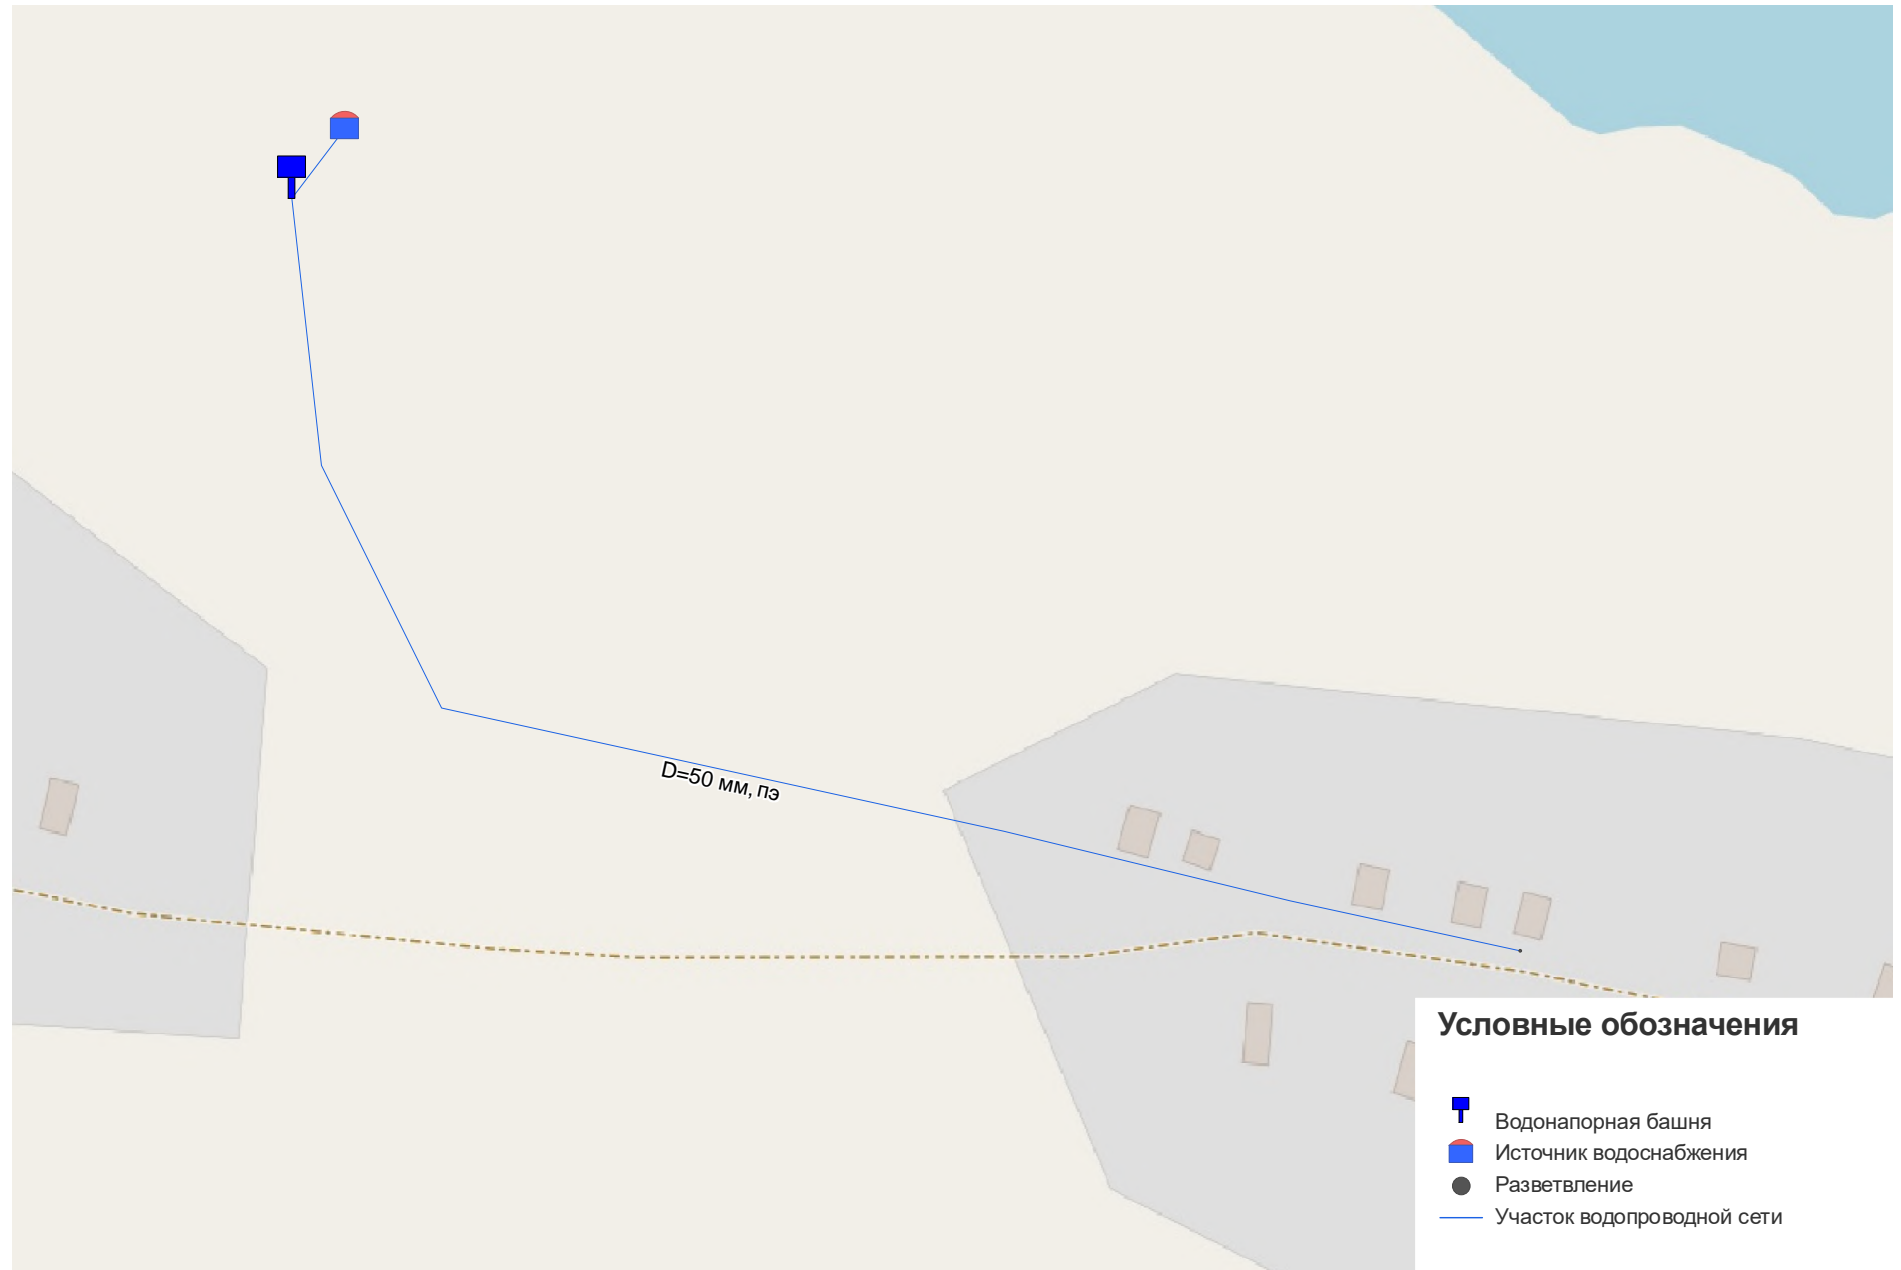 D=50 мм, пэ
Условные обозначения
Водонапорная башня
Источник водоснабжения
Разветвление
Участок водопроводной сети